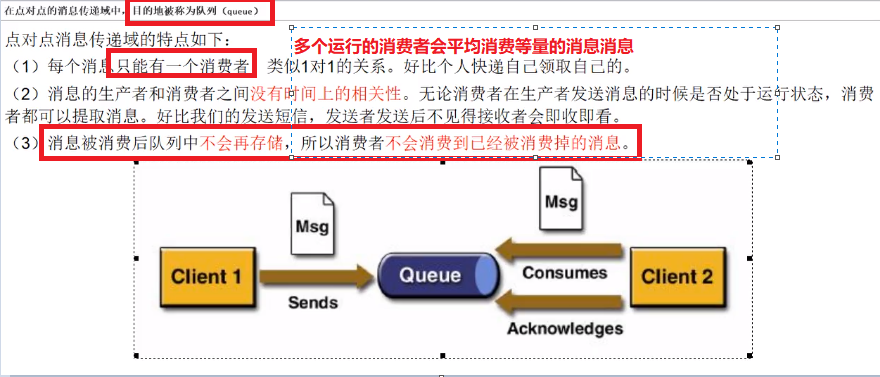 在点对点的消息传递域中，目的地被称为队列（queue）
点对点消息传递域的特点如下：
多个运行的消费者会平均消费等量的消息消息
（1）每个消息只能有一个消费者，类似1对1的关系。好比个人快递自己领取自己的。
（2）消息的生产者和消费者之间没有时间上的相关性。无论消费者在生产者发送消息的时候是否处于运行状态，消费
者都可以提取消息。好比我们的发送短信，发送者发送后不见得接收者会即收即看。
（3）消息被消费后队列中不会再存储，所以消费者不会消费到已经被消费掉的消息。
Msg
Msg
Client 1
Queue
Client 2
Sends
Consumes
Acknowledges